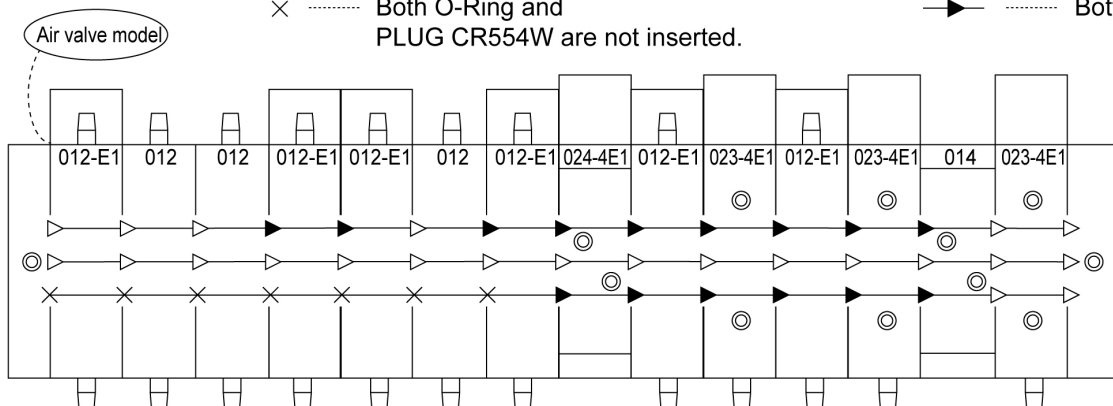 × ········ Both O-Ring and
PLUG CR554W are not inserted.
Bot
Air valve model
012-E1 012 012 012-E1 012-E1 012 012-E1 024-4E1 012-E1 023-4E1 012-E1 023-4E1 014 023-4E1